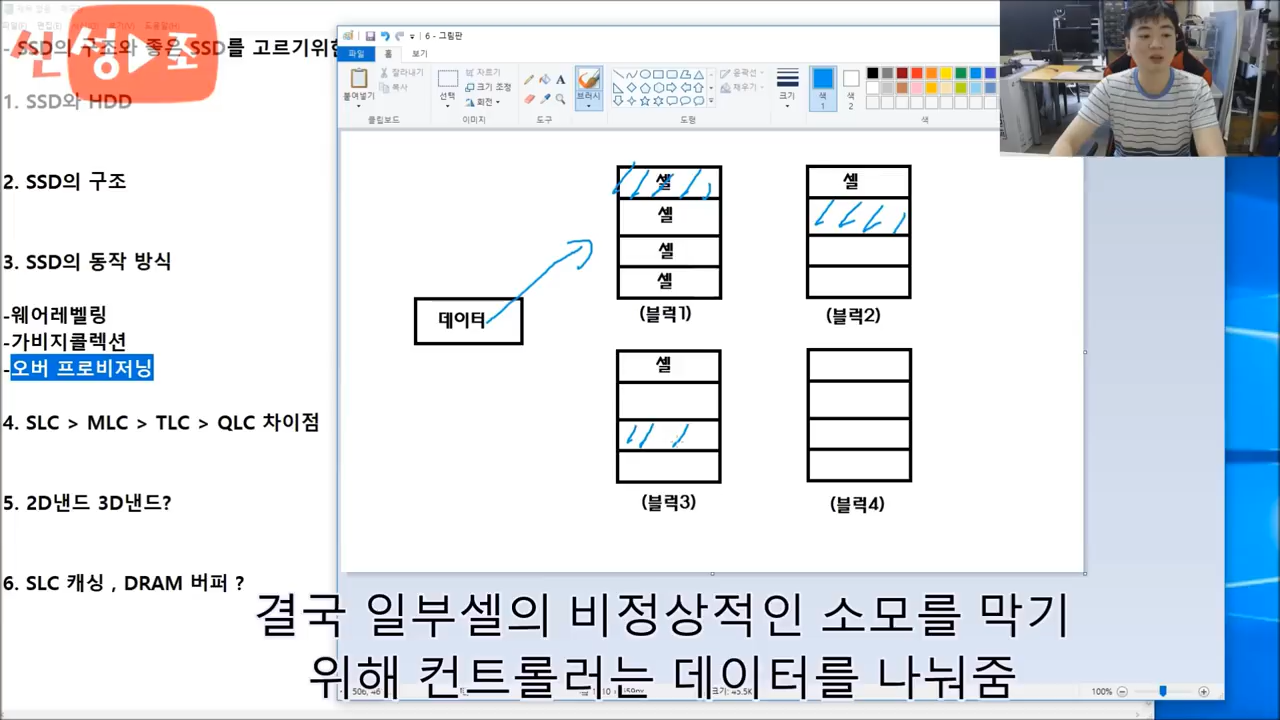 신성조
- SSD의 구조와 좋은 SSD를 고르기위한
1. SSD와 HDD
2. SSD의 구조
3. SSD의 동작 방식
-웨어레벨링
-가비지콜렉션
-오버 프로비저닝
4. SLC > MLC > TLC > QLC 차이점
5. 2D낸드 3D낸드?
6. SLC 캐싱 , DRAM 버퍼 ?
6 - 그림판
파일 홈 보기
붙여넣기
잘라내기
복사
클립보드
선택
자르기
크기 조정
회전
이미지
A
도구
브러시
윤곽선
채우기
도형
크기
색 1
색 2
색
데이터
셀
셀
셀
셀
(블럭1)
셀
(블럭2)
셀
(블럭3)
(블럭4)
결국 일부셀의 비정상적인 소모를 막기
위해 컨트롤러는 데이터를 나눠줌
100%